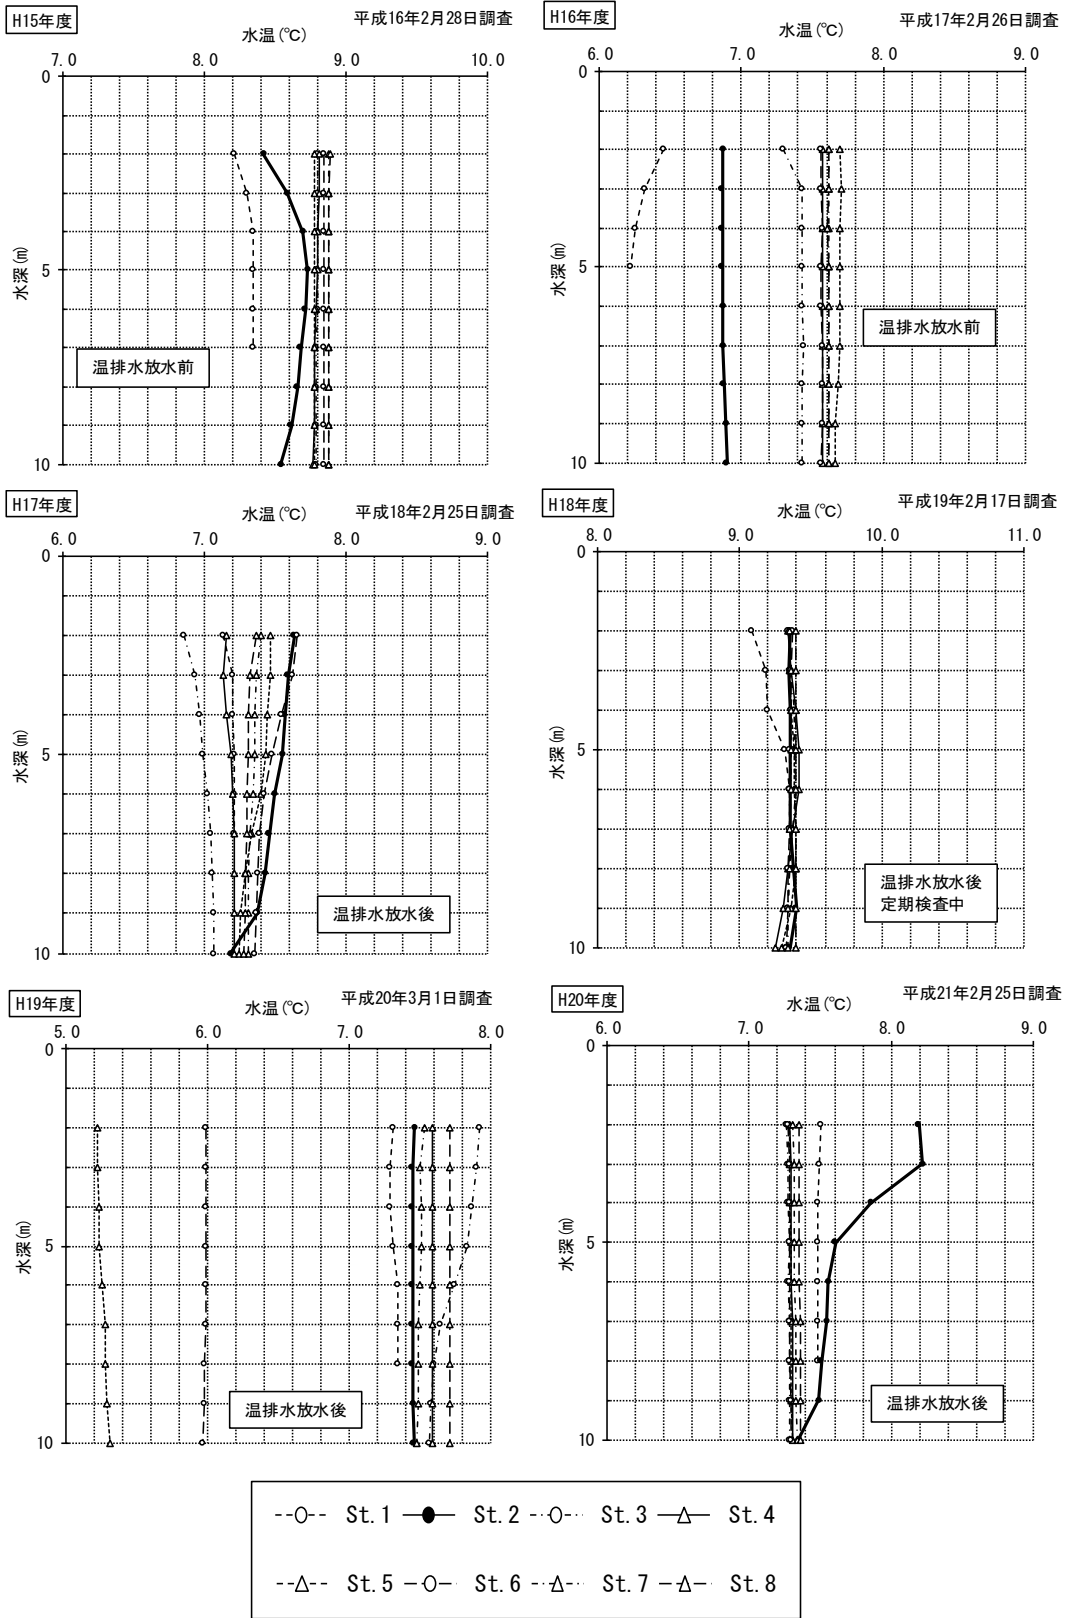 H15年度
平成16年2月28日調査
水温(℃)
7.0 8.0 9.0 10.0
0
5
10
水深(m)
温排水放水前
H16年度
平成17年2月26日調査
水温(℃)
6.0 7.0 8.0 9.0
0
5
10
水深(m)
温排水放水前
H17年度
平成18年2月25日調査
水温(℃)
6.0 7.0 8.0 9.0
0
5
10
水深(m)
温排水放水後
H18年度
平成19年2月17日調査
水温(℃)
8.0 9.0 10.0 11.0
0
5
10
水深(m)
温排水放水後
定期検査中
H19年度
平成20年3月1日調査
水温(℃)
5.0 6.0 7.0 8.0
0
5
10
水深(m)
温排水放水後
H20年度
平成21年2月25日調査
水温(℃)
6.0 7.0 8.0 9.0
0
5
10
水深(m)
温排水放水後
St.1 St.2 St.3 St.4
St.5 St.6 St.7 St.8